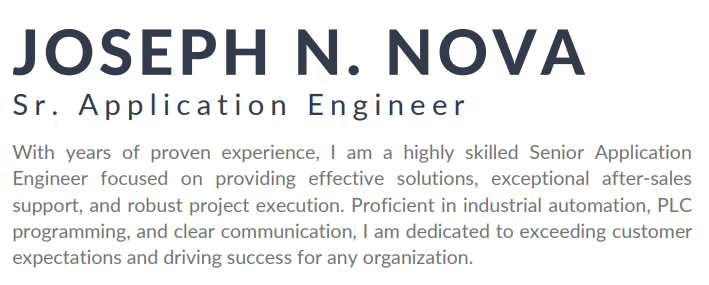 JOSEPH N. NOVA
Sr. Application Engineer
With years of proven experience, I am a highly skilled Senior Application
Engineer focused on providing effective solutions, exceptional after-sales
support, and robust project execution. Proficient in industrial automation, PLC
programming, and clear communication, I am dedicated to exceeding customer
expectations and driving success for any organization.